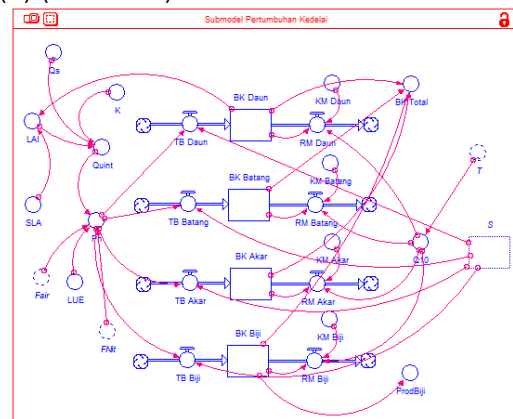 Submodel Pertumbuhan Kedelai
Qs
K
BK Daun
KM Daun
BK Total
LAI
TB Daun
RM Daun
Quint
T
BK Batang
KM Batang
SLA
S
TB Batang
RM Batang
BK Akar
KM Akar
Q10
Fair
LUE
TB Akar
RM Akar
KM Biji
FNit
BK Biji
TB Biji
RM Biji
ProdBiji